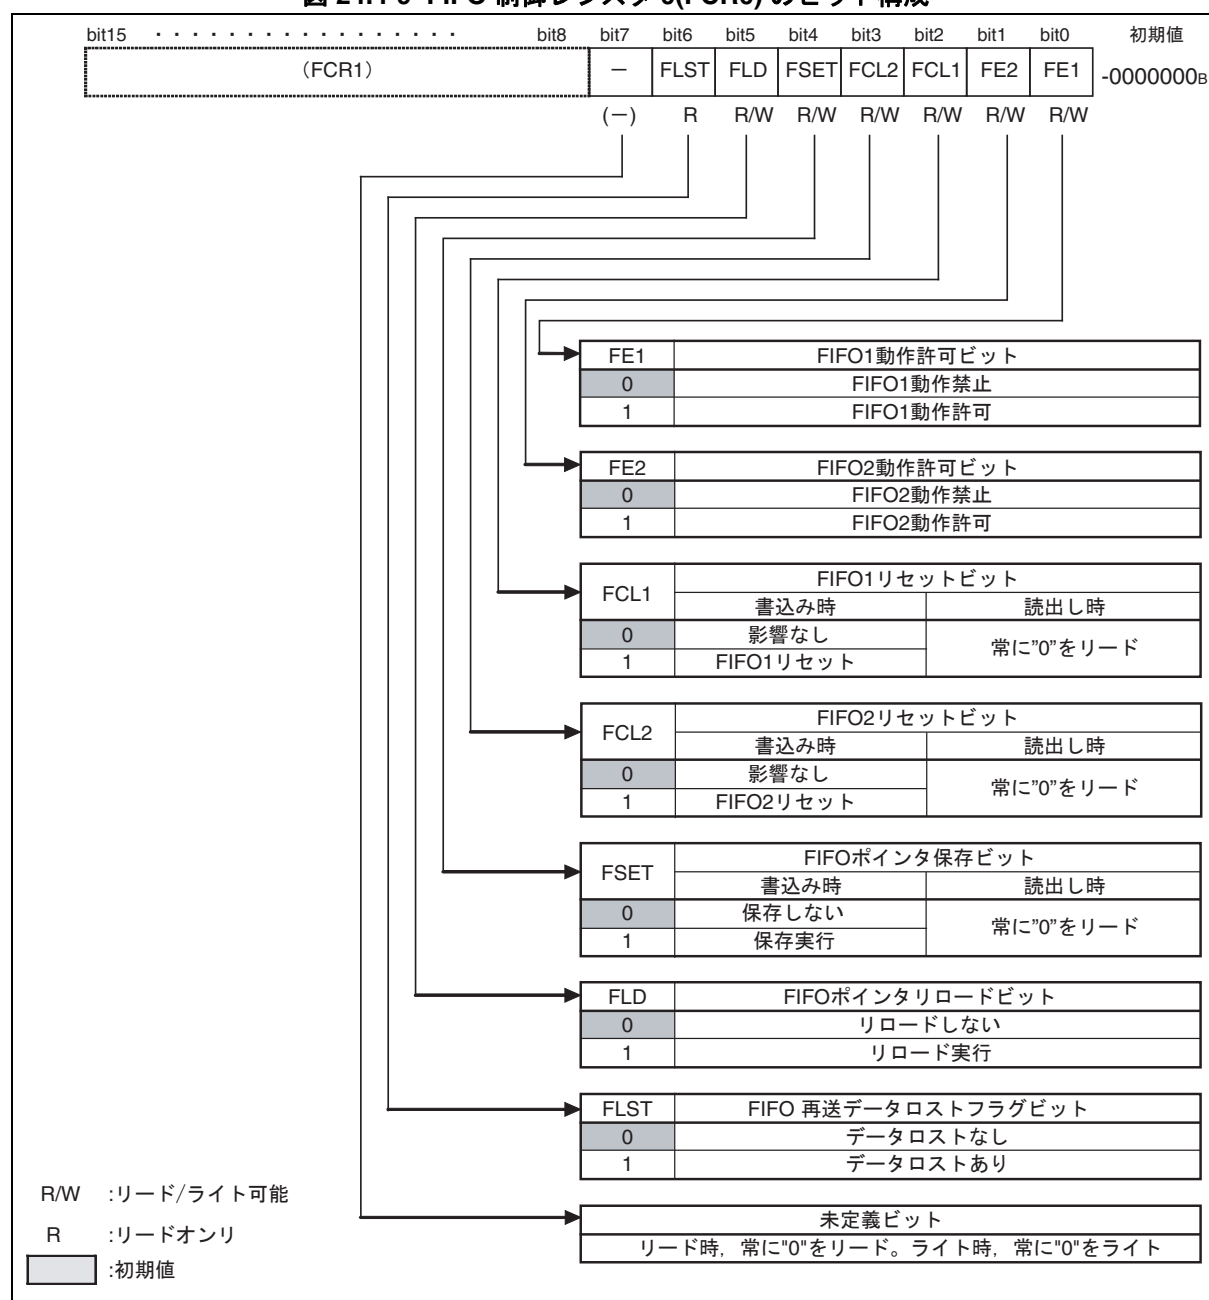 bit15 ・・・・・・・・・・・・・・・・・ bit8 bit7 bit6 bit5 bit4 bit3 bit2 bit1 bit0 初期値
(FCR1) － FLST FLD FSET FCL2 FCL1 FE2 FE1 -0000000B
(－) R R/W R/W R/W R/W R/W R/W
FE1 FIFO1動作許可ビット
0 FIFO1動作禁止
1 FIFO1動作許可
FE2 FIFO2動作許可ビット
0 FIFO2動作禁止
1 FIFO2動作許可
FCL1 FIFO1リセットビット
書込み時 読出し時
0 影響なし 常に"0"をリード
1 FIFO1リセット
FCL2 FIFO2リセットビット
書込み時 読出し時
0 影響なし 常に"0"をリード
1 FIFO2リセット
FSET FIFOポインタ保存ビット
書込み時 読出し時
0 保存しない 常に"0"をリード
1 保存実行
FLD FIFOポインタリロードビット
0 リロードしない
1 リロード実行
FLST FIFO 再送データロストフラグビット
0 データロストなし
1 データロストあり
未定義ビット
リード時，常に"0"をリード。ライト時，常に"0"をライト
R/W :リード/ライト可能
R :リードオンリ
:初期値